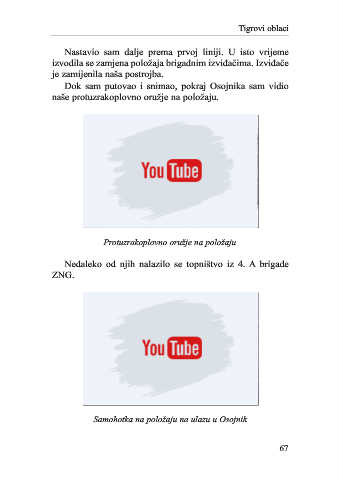 Tigrovi oblaci
Nastavio sam dalje prema prvoj liniji. U isto vrijeme
izvodila se zamjena položaja brigadnim izviđačima. Izviđače
je zamijenila naša postrojba.
Dok sam putovao i snimao, pokraj Osojnika sam vidio
naše protuzrakoplovno oružje na položaju.
YouTube
Protuzrakoplovno oružje na položaju
Nedaleko od njih nalazilo se topništvo iz 4. A brigade
ZNG.
YouTube
Samohotka na položaju na ulazu u Osojnik
67